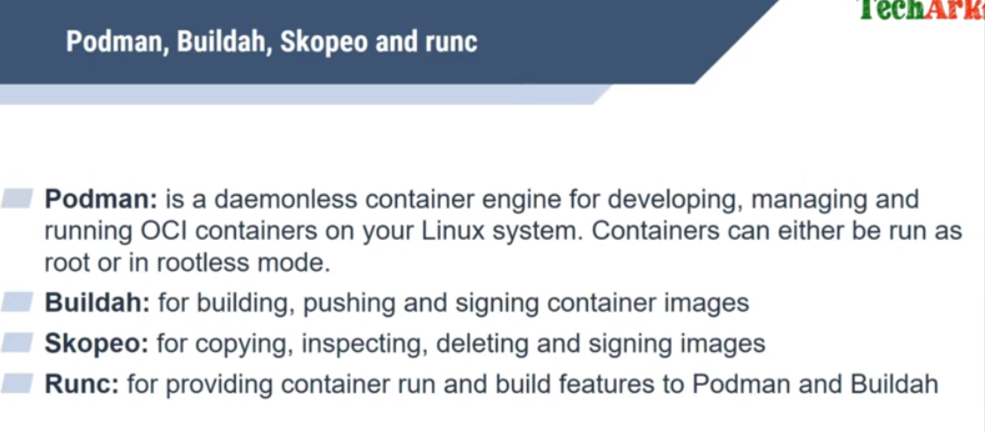 TechArk
Podman, Buildah, Skopeo and runc
Podman: is a daemonless container engine for developing, managing and
running OCI containers on your Linux system. Containers can either be run as
root or in rootless mode.
Buildah: for building, pushing and signing container images
Skopeo: for copying, inspecting, deleting and signing images
Runc: for providing container run and build features to Podman and Buildah